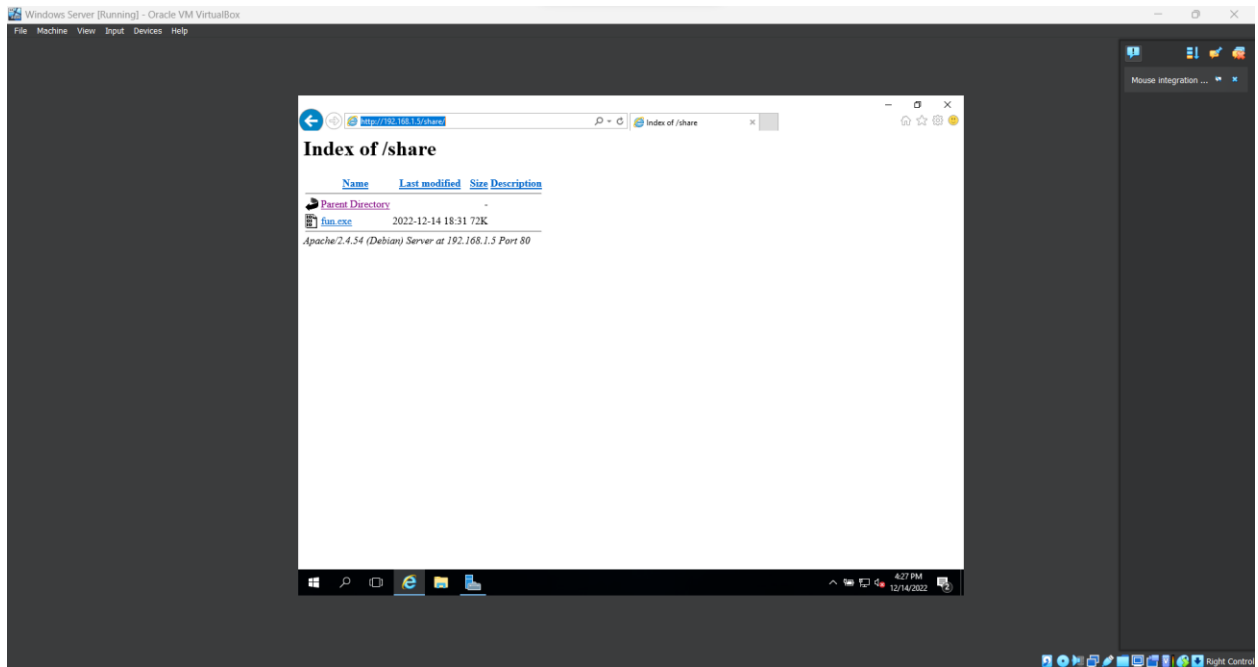 Windows Server [Running] - Oracle VM VirtualBox
File Machine View Input Devices Help
Mouse integration ...
http://192.168.1.5/share/
Index of /share
Index of /share
Name Last modified Size Description
Parent Directory -
fun.exe 2022-12-14 18:31 72K
Apache/2.4.54 (Debian) Server at 192.168.1.5 Port 80
4:27 PM
12/14/2022
2
Right Control